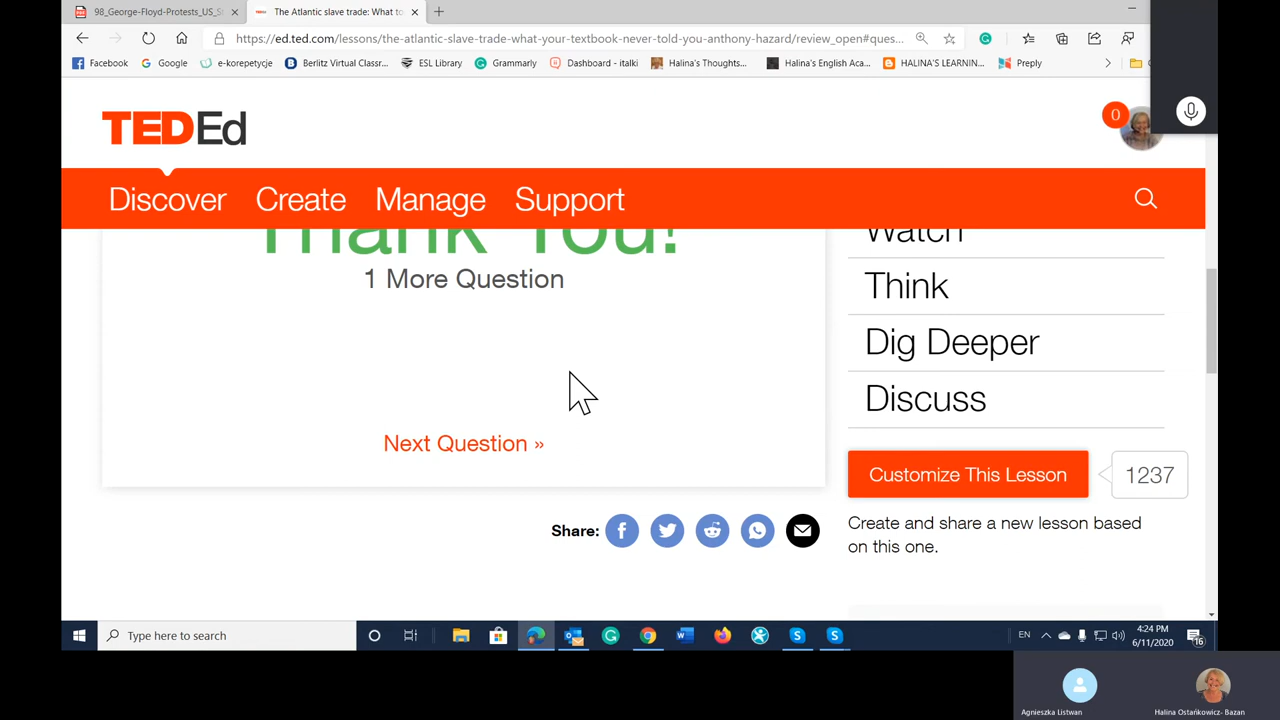 98_George-Floyd-Protests_US_S
The Atlantic slave trade: What to
https://ed.ted.com/lessons/the-atlantic-slave-trade-what-your-textbook-never-told-you-anthony-hazard/review_open#ques...
Facebook
Google
e-korepetycje
Berlitz Virtual Classr...
ESL Library
Grammarly
Dashboard - italki
Halina's Thoughts...
Halina's English Aca...
HALINA'S LEARNIN...
Preply
TEDEd
0
Discover
Create
Manage
Support
Thank You!
1 More Question
Next Question »
Watch
Think
Dig Deeper
Discuss
Customize This Lesson
1237
Create and share a new lesson based
on this one.
Share:
Type here to search
EN
4:24 PM
6/11/2020
16
Agnieszka Listwan
Halina Ostańkowicz- Bazan